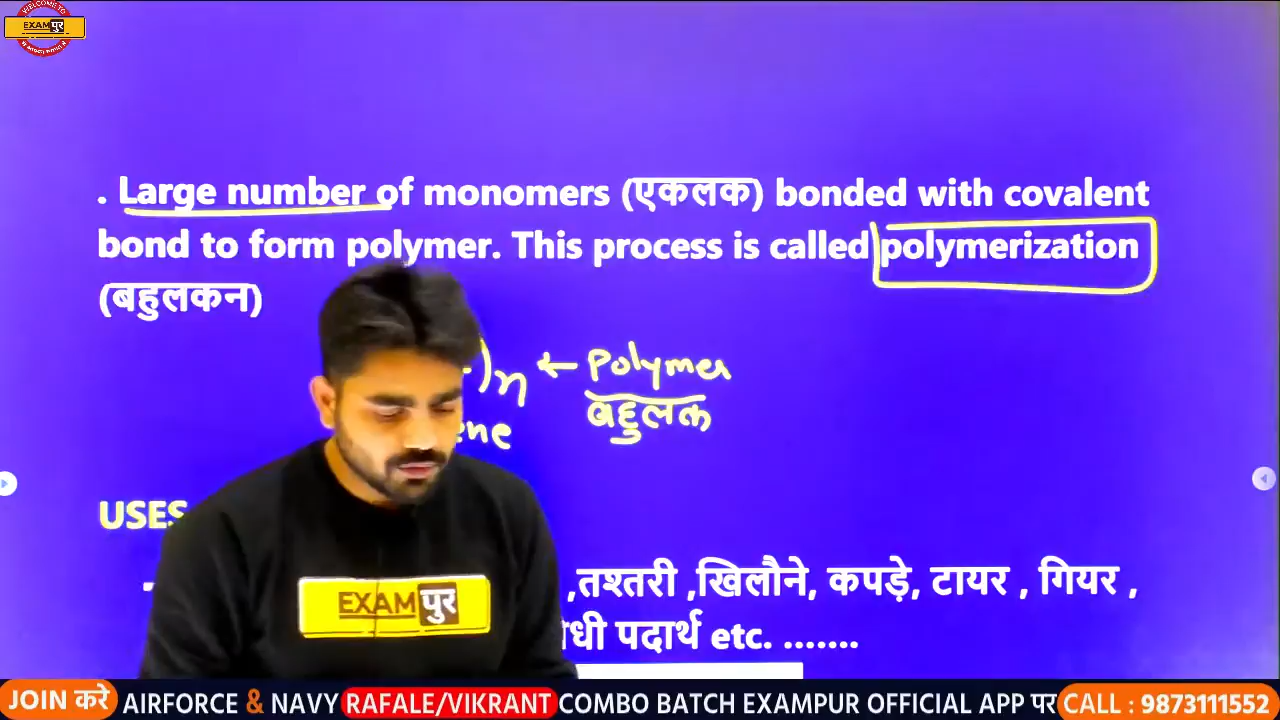 WELCOME TO
EXAMपुर
. Large number of monomers (एकलक) bonded with covalent
bond to form polymer. This process is called polymerization
(बहुलकन)
)n ← Polymer
बहुलक
ene
USES
,तश्तरी ,खिलौने, कपड़े, टायर , गियर ,
धी पदार्थ etc. .......
EXAMपुर
JOIN करे AIRFORCE & NAVY RAFALE/VIKRANT COMBO BATCH EXAMPUR OFFICIAL APP पर CALL : 9873111552